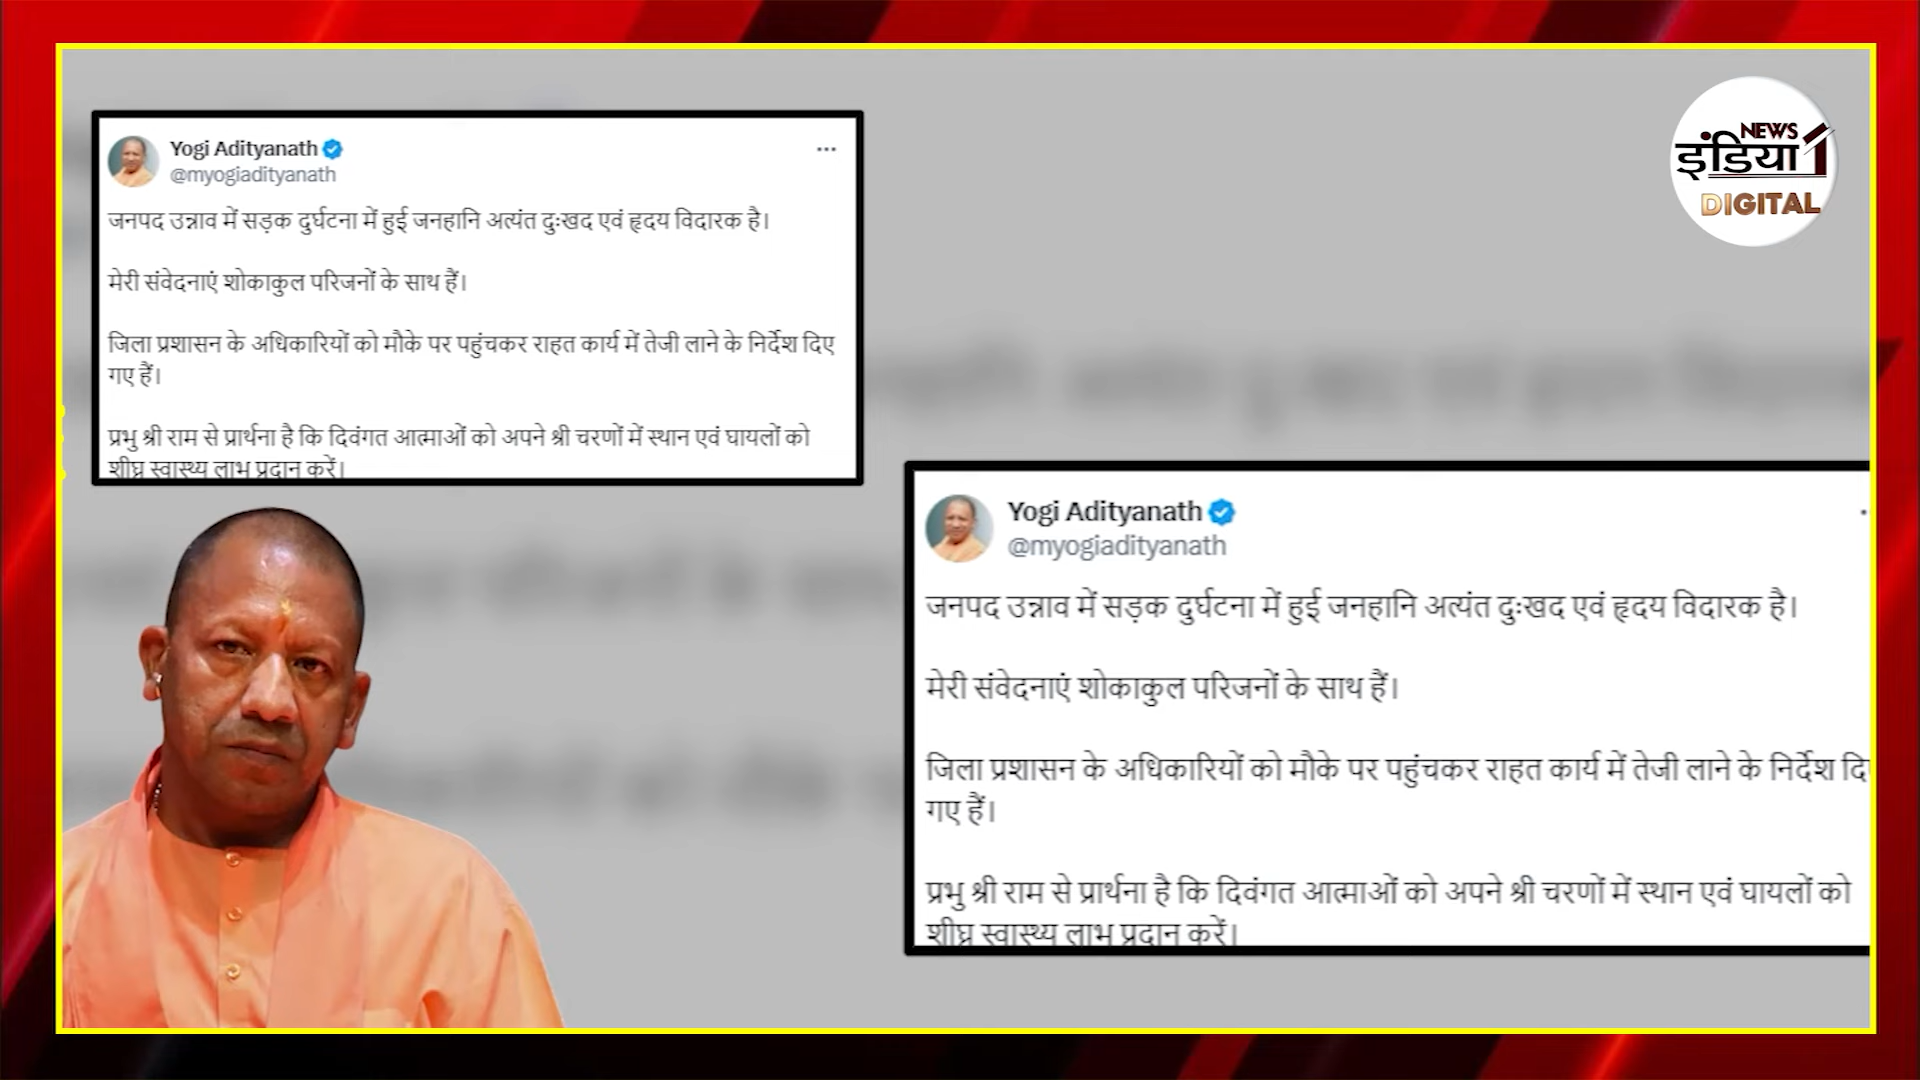 Yogi Adityanath
@myogiadityanath
जनपद उन्नाव में सड़क दुर्घटना में हुई जनहानि अत्यंत दुःखद एवं हृदय विदारक है।
मेरी संवेदनाएं शोकाकुल परिजनों के साथ हैं।
जिला प्रशासन के अधिकारियों को मौके पर पहुंचकर राहत कार्य में तेजी लाने के निर्देश दिए
गए हैं।
प्रभु श्री राम से प्रार्थना है कि दिवंगत आत्माओं को अपने श्री चरणों में स्थान एवं घायलों को
शीघ्र स्वास्थ्य लाभ प्रदान करें।
NEWS
इंडिया 1
DIGITAL
Yogi Adityanath
@myogiadityanath
जनपद उन्नाव में सड़क दुर्घटना में हुई जनहानि अत्यंत दुःखद एवं हृदय विदारक है।
मेरी संवेदनाएं शोकाकुल परिजनों के साथ हैं।
जिला प्रशासन के अधिकारियों को मौके पर पहुंचकर राहत कार्य में तेजी लाने के निर्देश दि
गए हैं।
प्रभु श्री राम से प्रार्थना है कि दिवंगत आत्माओं को अपने श्री चरणों में स्थान एवं घायलों को
शीघ्र स्वास्थ्य लाभ प्रदान करें।